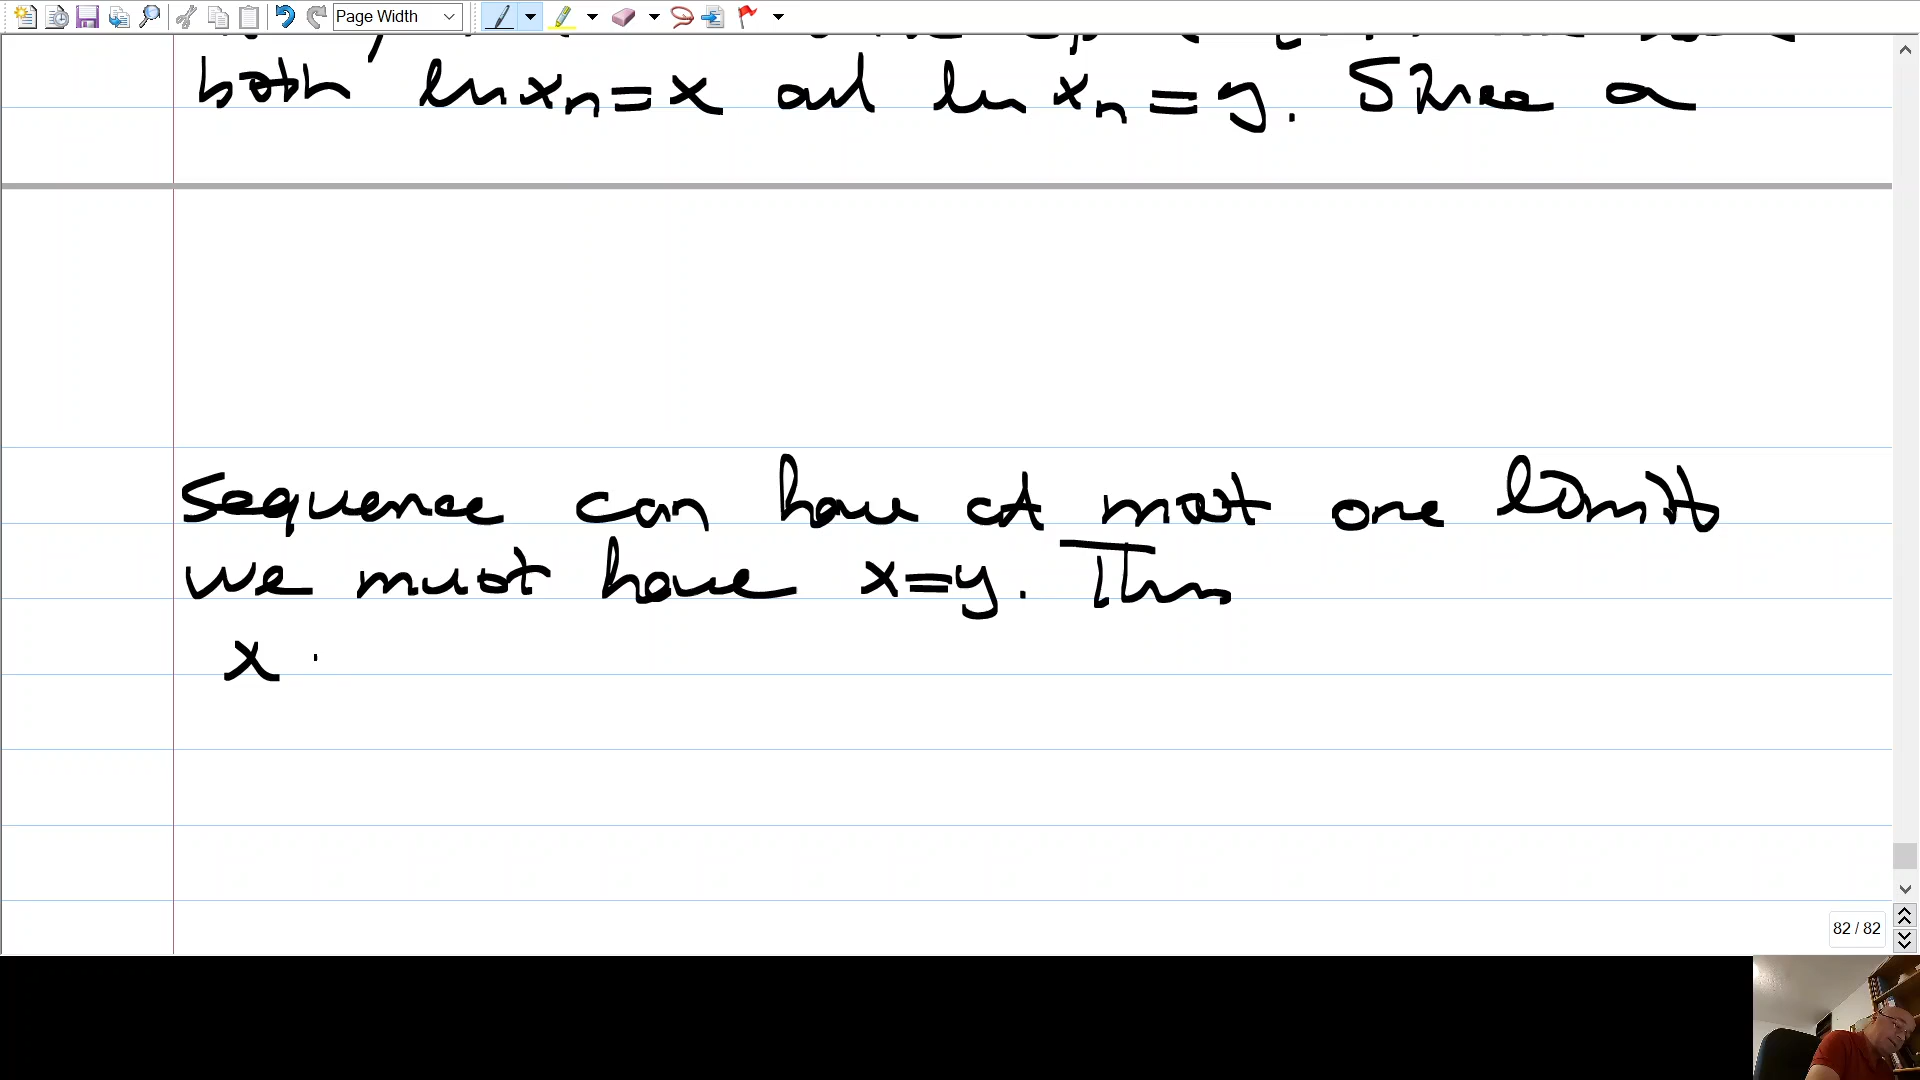 Page Width
both lim xn = x and lim xn = y. Since a
sequence can have at most one limit
we must have x=y. Thus
x
82 / 82